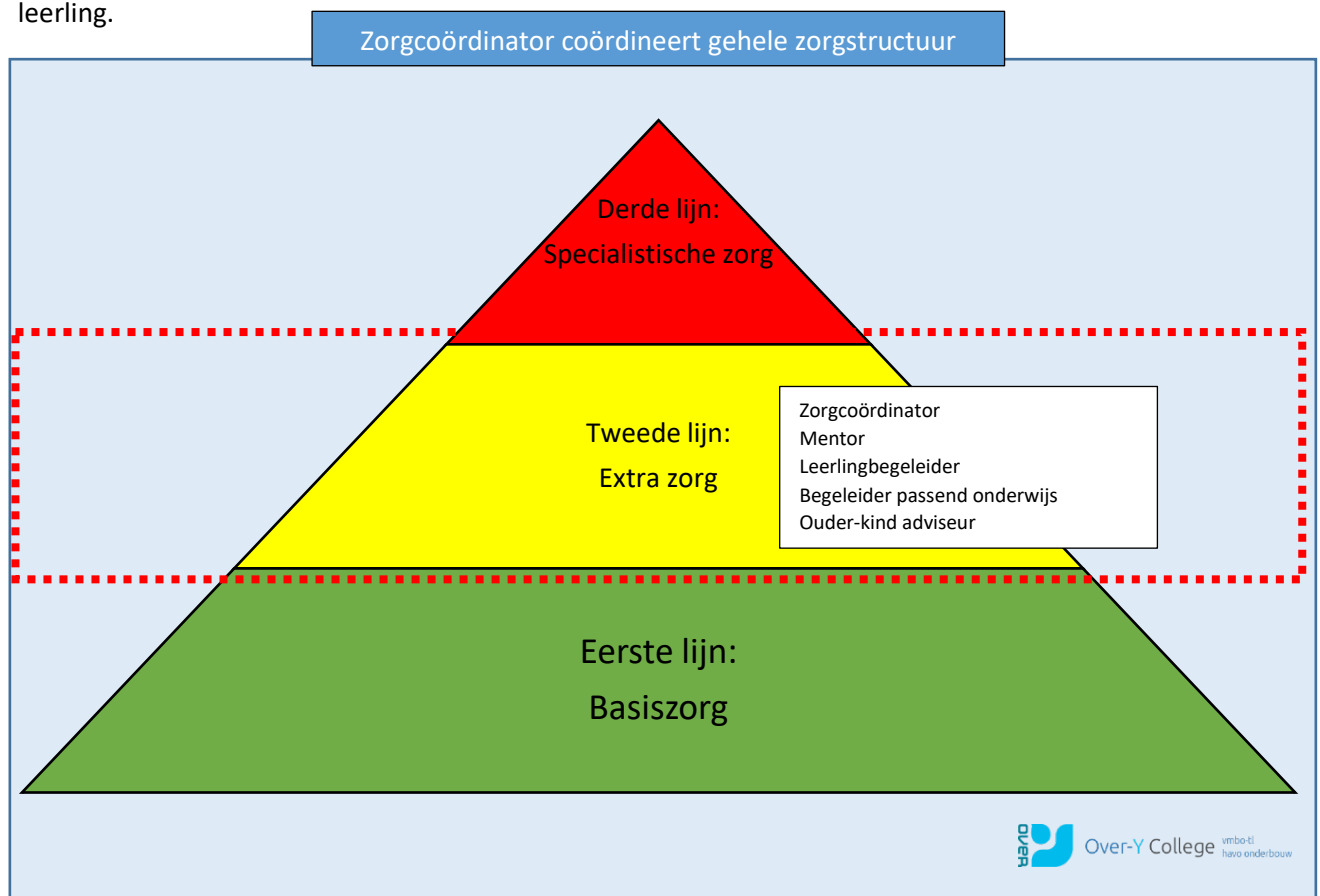 leerling.
Zorgcoördinator coördineert gehele zorgstructuur
Derde lijn:
Specialistische zorg
Tweede lijn:
Extra zorg
Zorgcoördinator
Mentor
Leerlingbegeleider
Begeleider passend onderwijs
Ouder-kind adviseur
Eerste lijn:
Basiszorg
OVER
Over-Y College
vmbo-tl
havo onderbouw